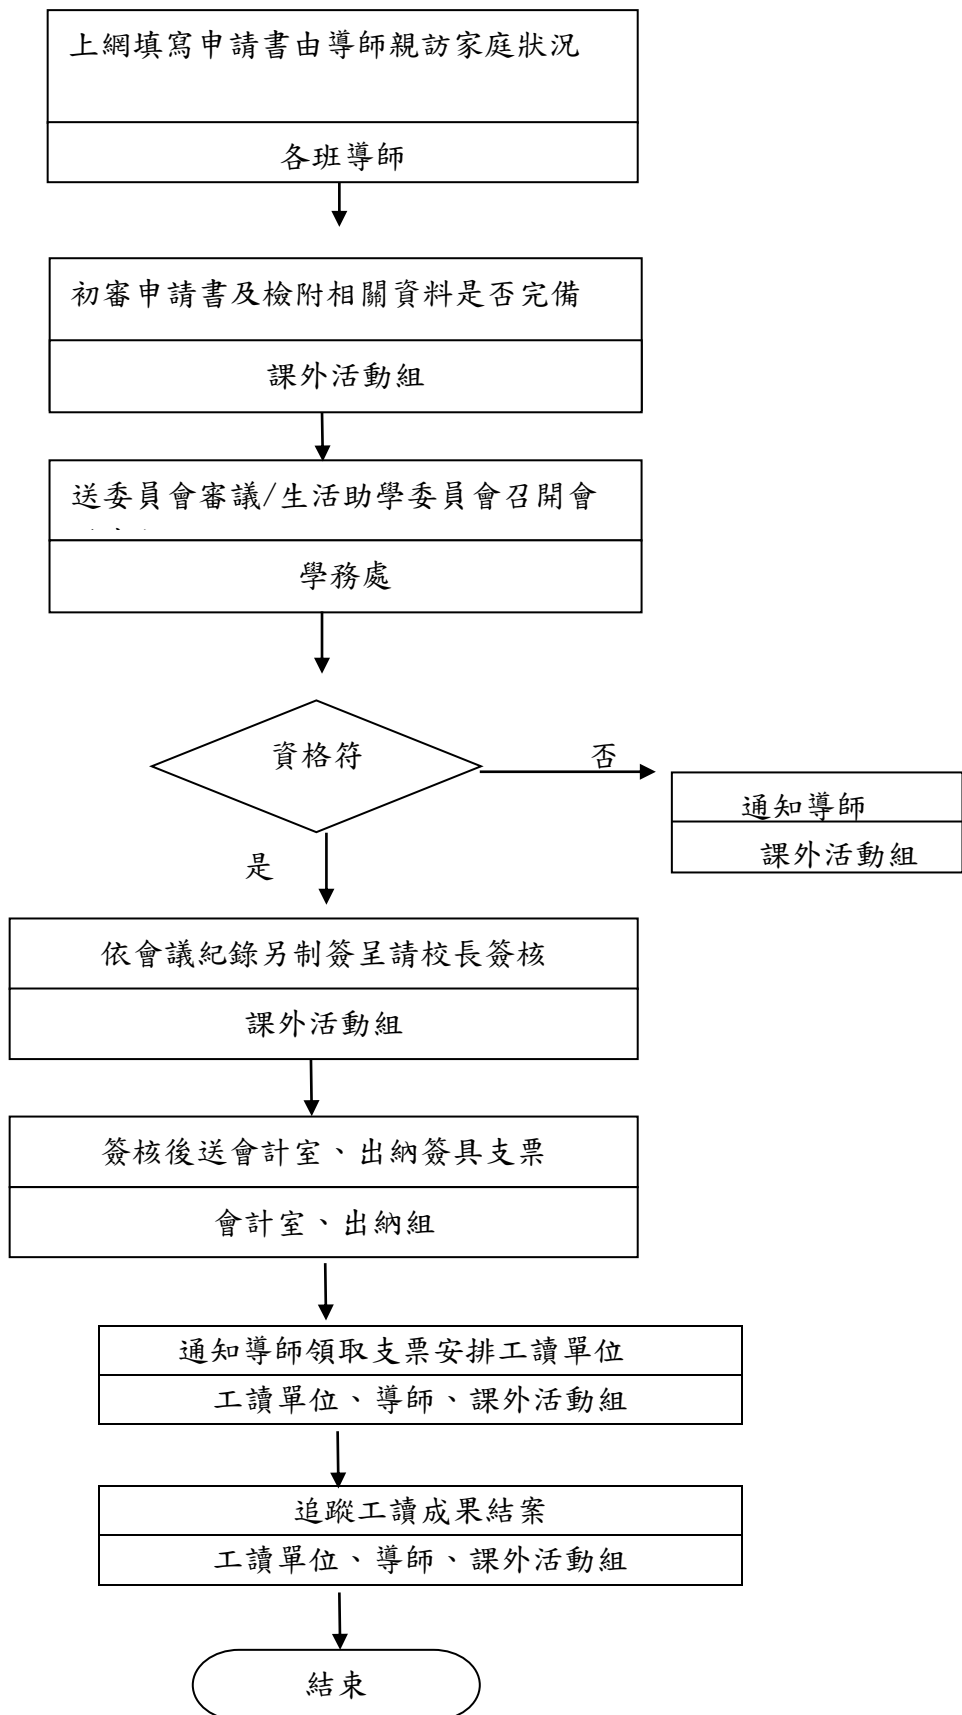 上網填寫申請書由導師親訪家庭狀況
各班導師
初審申請書及檢附相關資料是否完備
課外活動組
送委員會審議/生活助學委員會召開會
學務處
資格符
否
通知導師
課外活動組
是
依會議紀錄另制簽呈請校長簽核
課外活動組
簽核後送會計室、出納簽具支票
會計室、出納組
通知導師領取支票安排工讀單位
工讀單位、導師、課外活動組
追蹤工讀成果結案
工讀單位、導師、課外活動組
結束